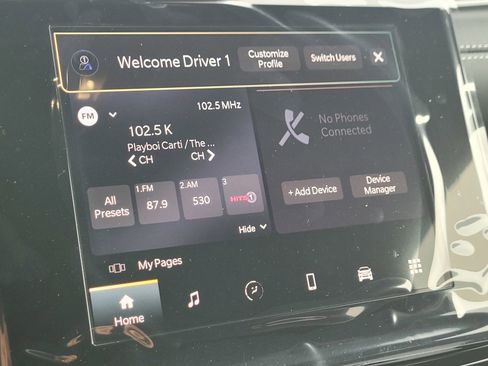 Welcome Driver 1
Customize
Profile
Switch Users
FM
102.5 MHz
102.5 K
Playboi Carti / The ...
CH
CH
All
Presets
1.FM
87.9
2.AM
530
3
HITS 1
Hide
No Phones
Connected
+ Add Device
Device
Manager
My Pages
Home